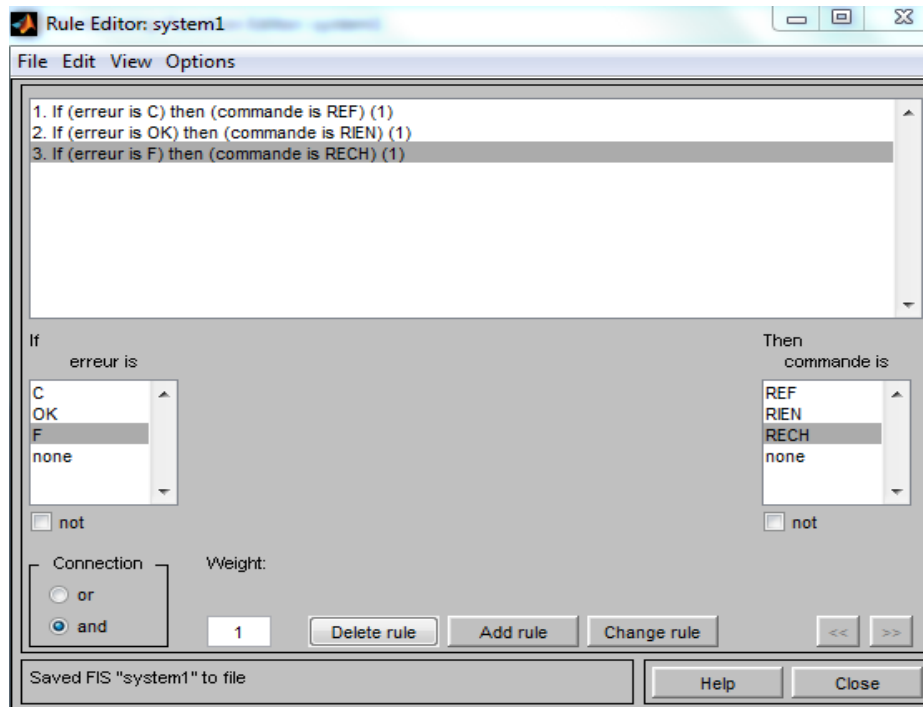 Rule Editor: system1
File Edit View Options
1. If (erreur is C) then (commande is REF) (1)
2. If (erreur is OK) then (commande is RIEN) (1)
3. If (erreur is F) then (commande is RECH) (1)
If
erreur is
C
OK
F
none
not
Then
commande is
REF
RIEN
RECH
none
not
Connection
or
and
Weight:
1
Delete rule
Add rule
Change rule
<<
>>
Saved FIS "system1" to file
Help
Close